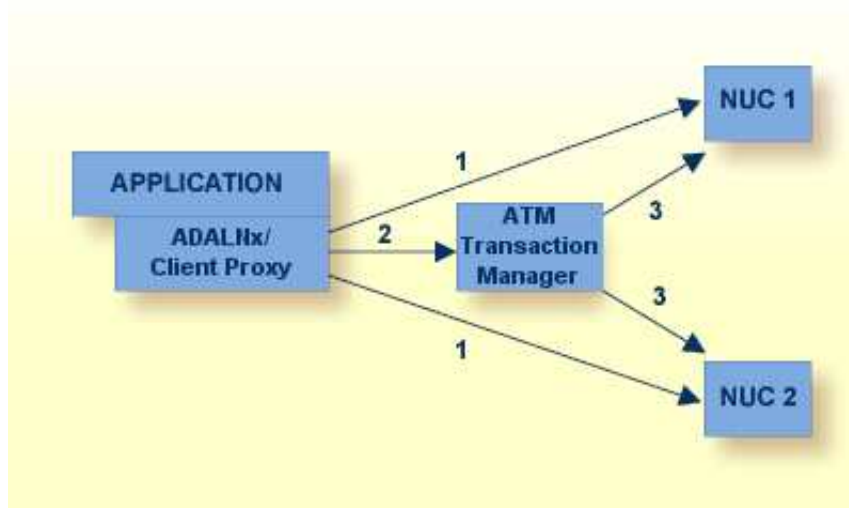 NUC 1
1
APPLICATION
3
ATM
Transaction
Manager
ADALNx/
Client Proxy
2
3
1
NUC 2